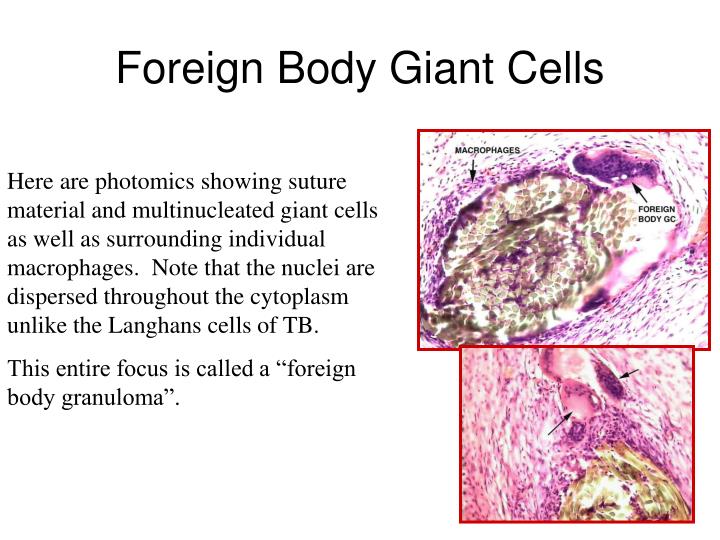 Foreign Body Giant Cells
Here are photomics showing suture
material and multinucleated giant cells
as well as surrounding individual
macrophages. Note that the nuclei are
dispersed throughout the cytoplasm
unlike the Langhans cells of TB.
This entire focus is called a “foreign
body granuloma”.
MACROPHAGES
FOREIGN
BODY GC